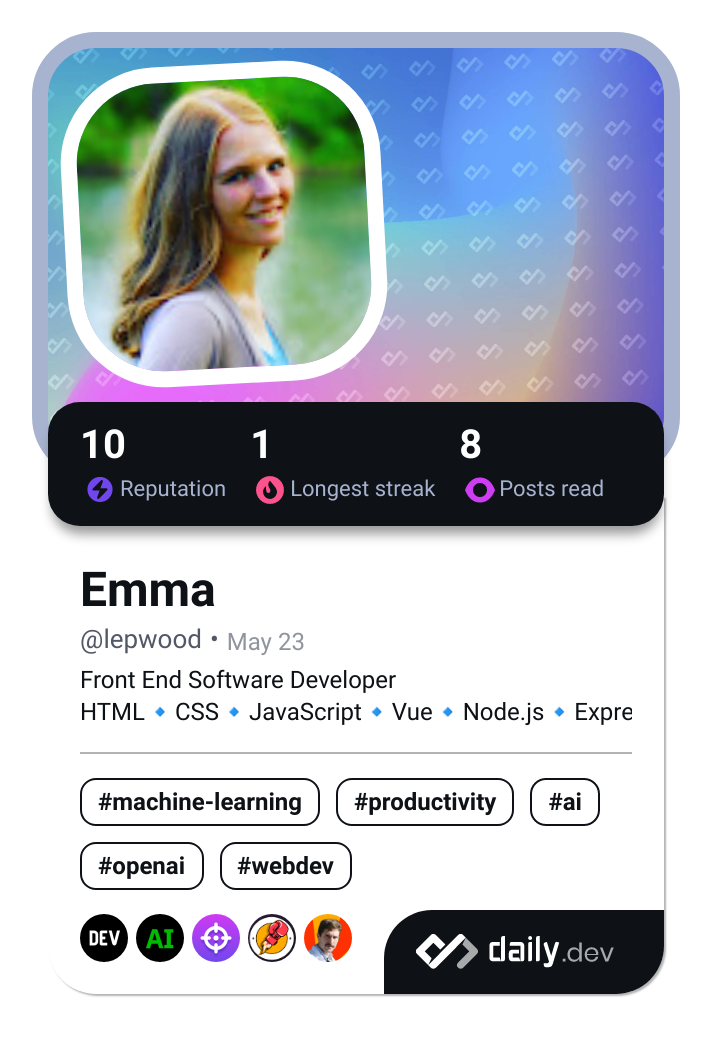 10 1 8
Reputation Longest streak Posts read
Emma
@lepwood • May 23
Front End Software Developer
HTML 🔹 CSS 🔹 JavaScript 🔹 Vue 🔹 Node.js 🔹 Expre
#machine-learning #productivity #ai
#openai #webdev
DEV AI daily.dev